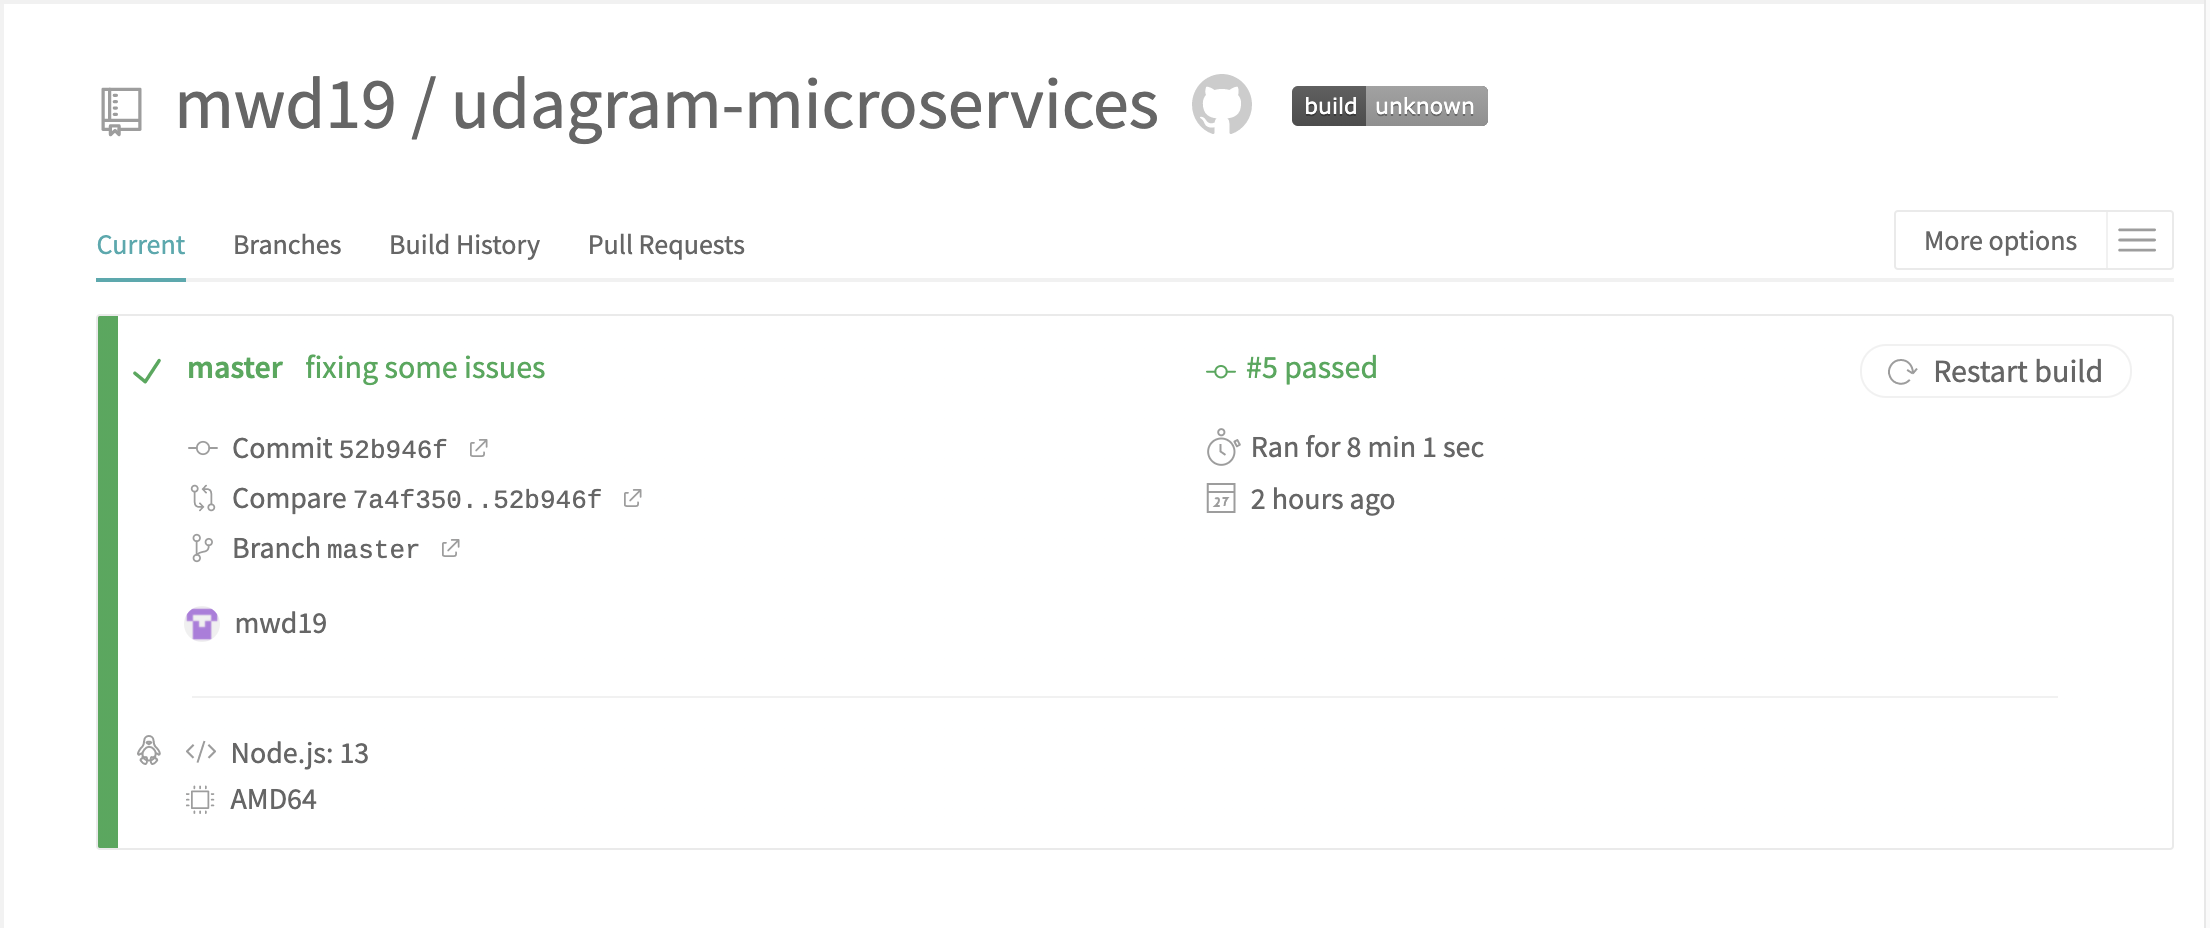 mwd19 / udagram-microservices build unknown
Current Branches Build History Pull Requests More options
master fixing some issues
#5 passed
Restart build
Commit 52b946f
Compare 7a4f350..52b946f
Branch master
Ran for 8 min 1 sec
27 2 hours ago
mwd19
</> Node.js: 13
AMD64